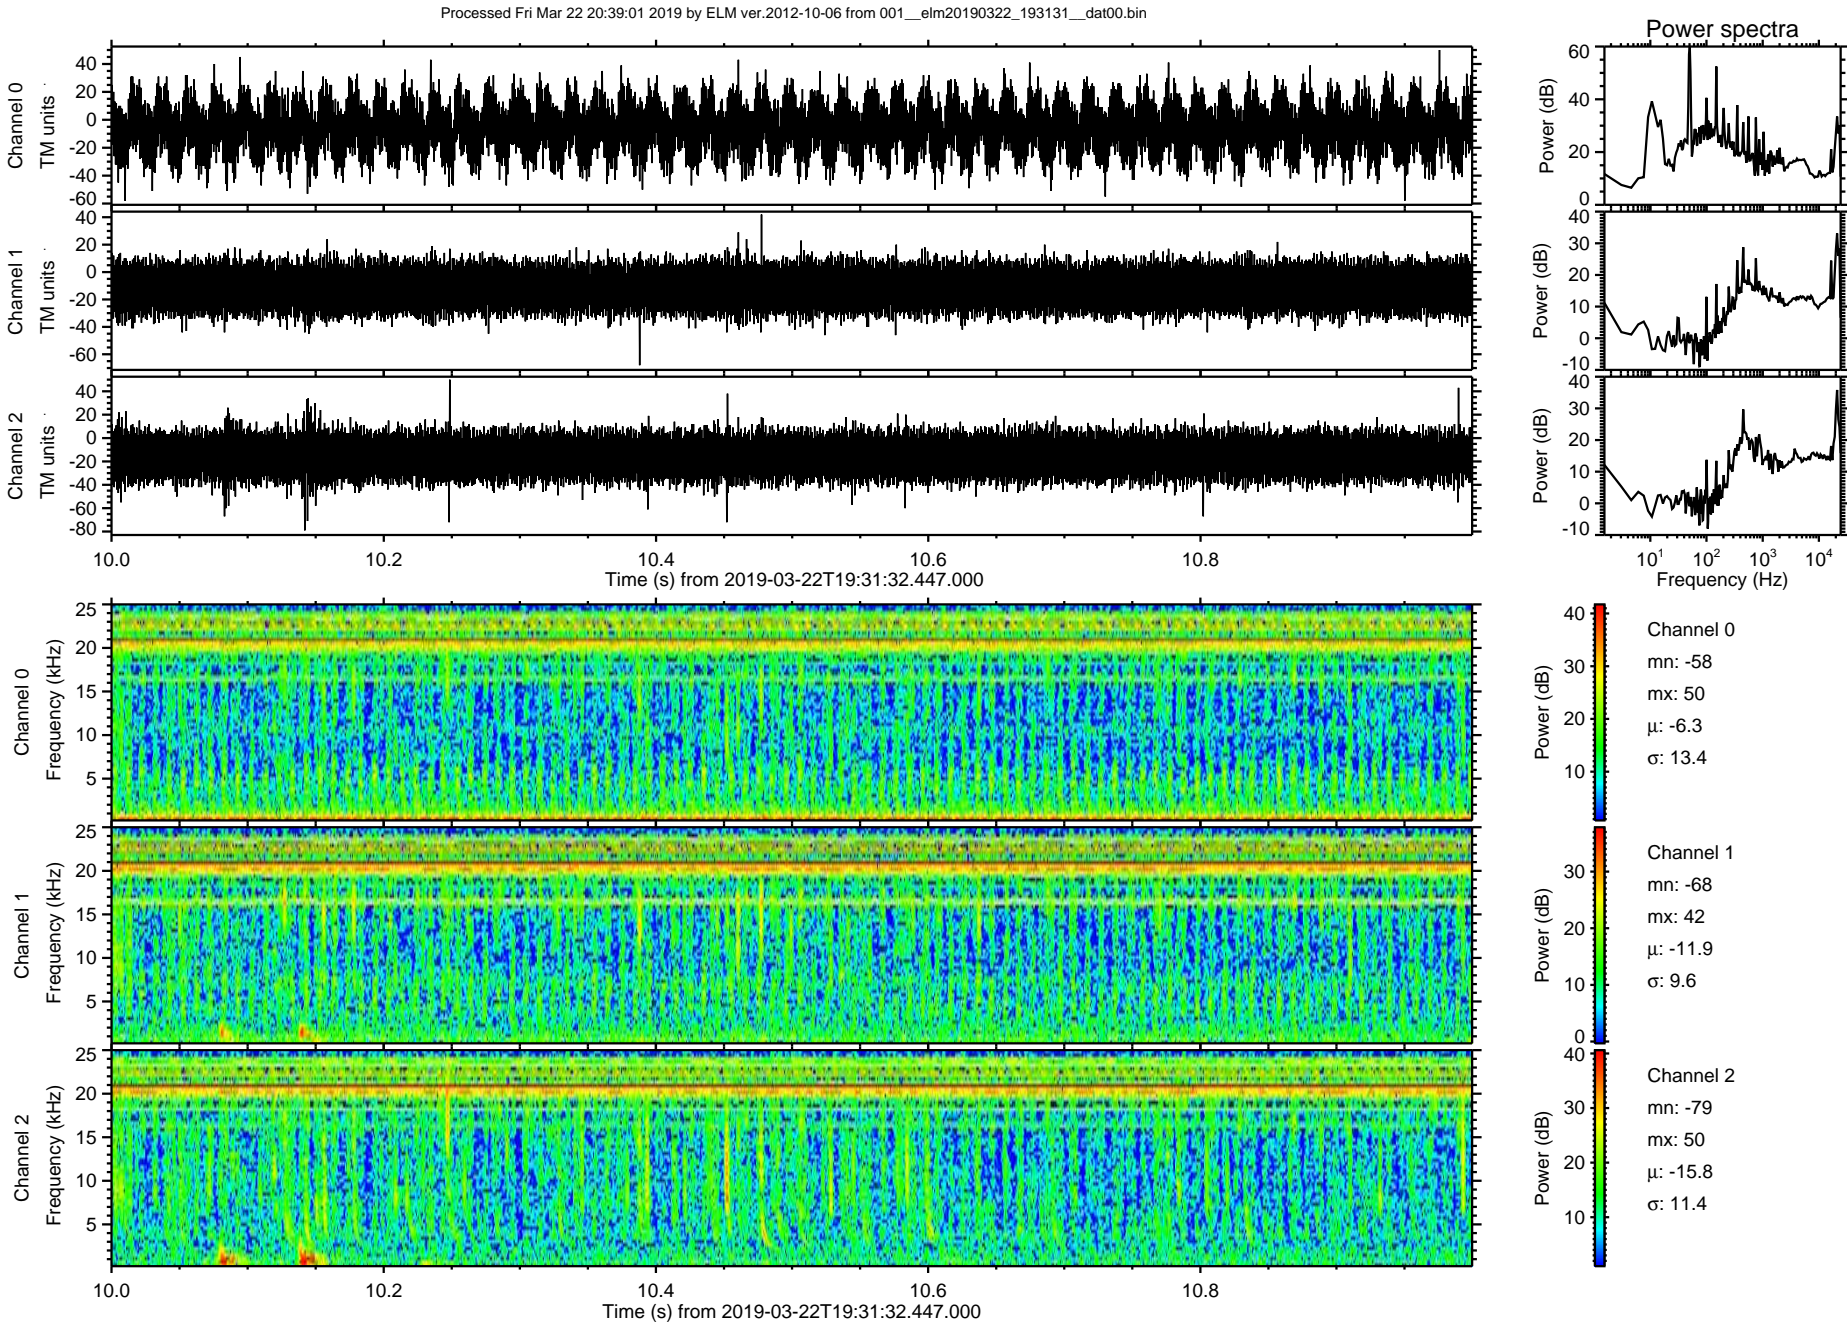 Processed Fri Mar 22 20:39:01 2019 by ELM ver.2012-10-06 from 001__elm20190322_193131__dat00.bin
Power spectra
Channel 0
TM units
40
20
0
-20
-40
-60
Power (dB)
60
40
20
0
Channel 1
TM units
40
20
0
-20
-40
-60
Power (dB)
40
30
20
10
0
-10
Channel 2
TM units
40
20
0
-20
-40
-60
-80
Power (dB)
40
30
20
10
0
-10
10.0 10.2 10.4 10.6 10.8
Time (s) from 2019-03-22T19:31:32.447.000
10¹ 10² 10³ 10⁴
Frequency (Hz)
Channel 0
Frequency (kHz)
25
20
15
10
5
Power (dB)
40
30
20
10
Channel 0
mn: -58
mx: 50
μ: -6.3
σ: 13.4
Channel 1
Frequency (kHz)
25
20
15
10
5
Power (dB)
30
20
10
0
Channel 1
mn: -68
mx: 42
μ: -11.9
σ: 9.6
Channel 2
Frequency (kHz)
25
20
15
10
5
Power (dB)
40
30
20
10
Channel 2
mn: -79
mx: 50
μ: -15.8
σ: 11.4
10.0 10.2 10.4 10.6 10.8
Time (s) from 2019-03-22T19:31:32.447.000